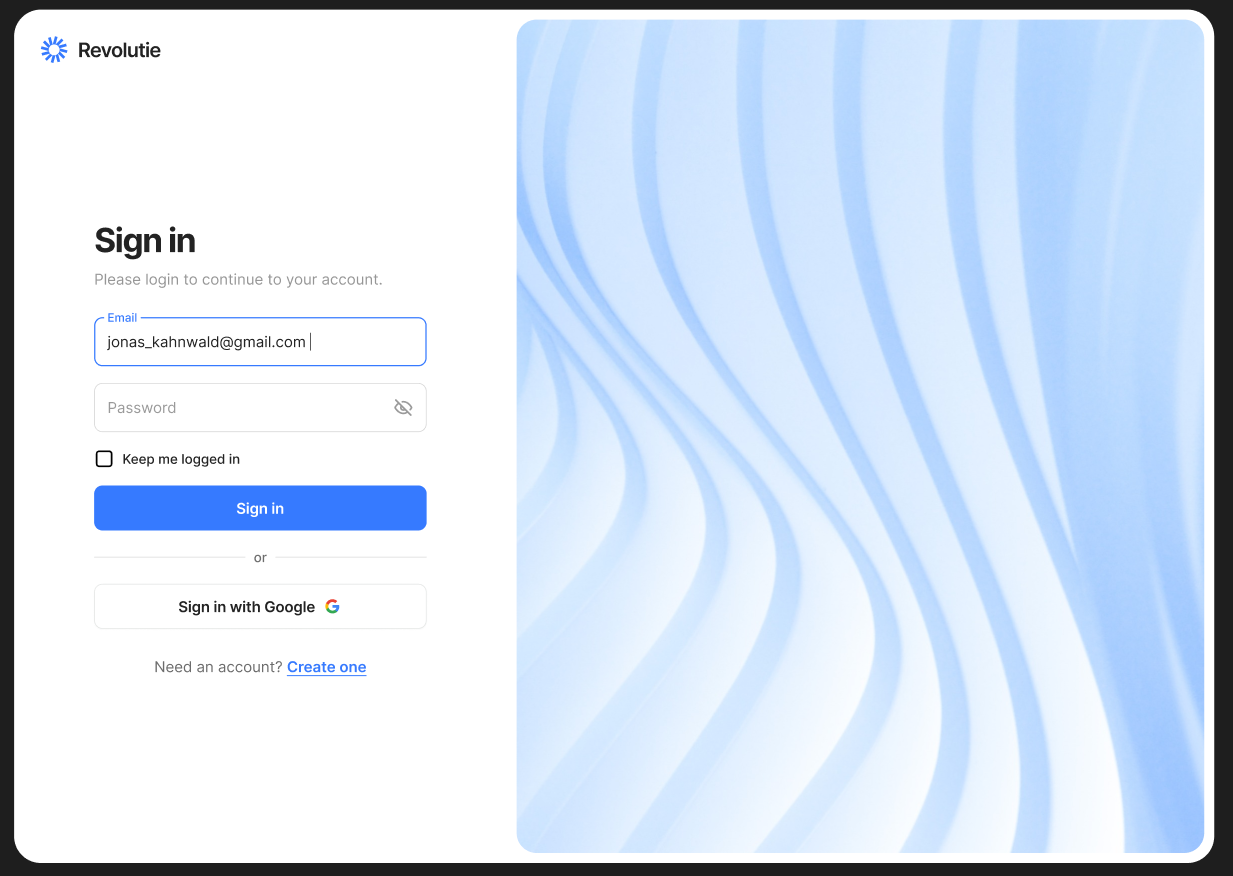 Revolutie
Sign in
Please login to continue to your account.
Email
jonas_kahnwald@gmail.com
Password
Keep me logged in
Sign in
or
Sign in with Google
Need an account? Create one